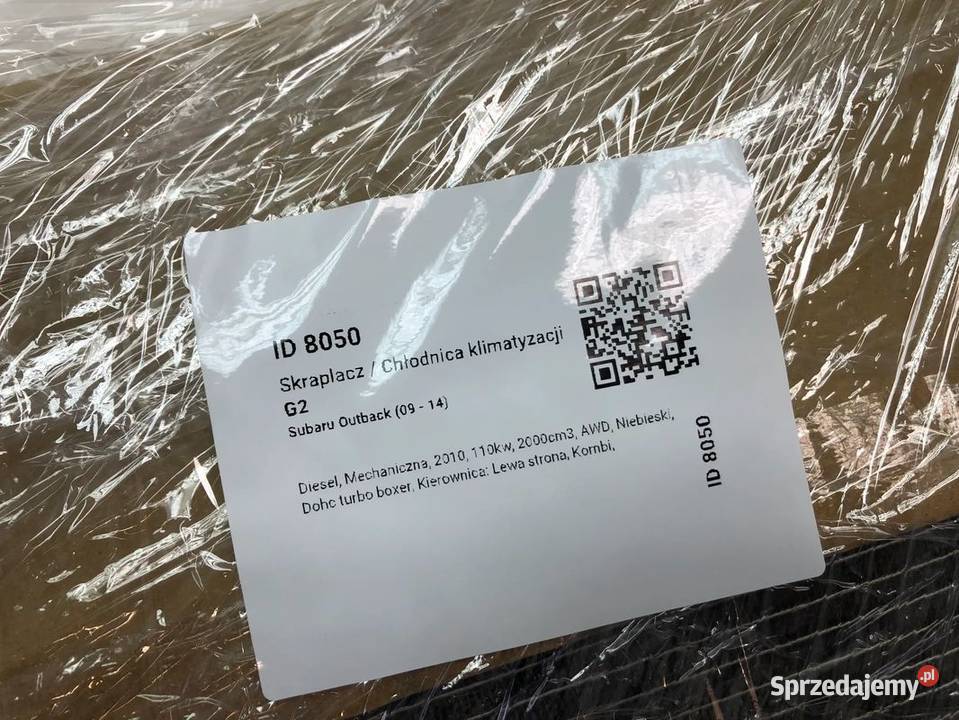 ID 8050
Skraplacz / Chłodnica klimatyzacji
G2
Subaru Outback (09 - 14)
Diesel, Mechaniczna, 2010, 110kw, 2000cm3, AWD, Niebieski,
Dohc turbo boxer, Kierownica: Lewa strona, Kombi,
ID 8050
Sprzedajemy.pl